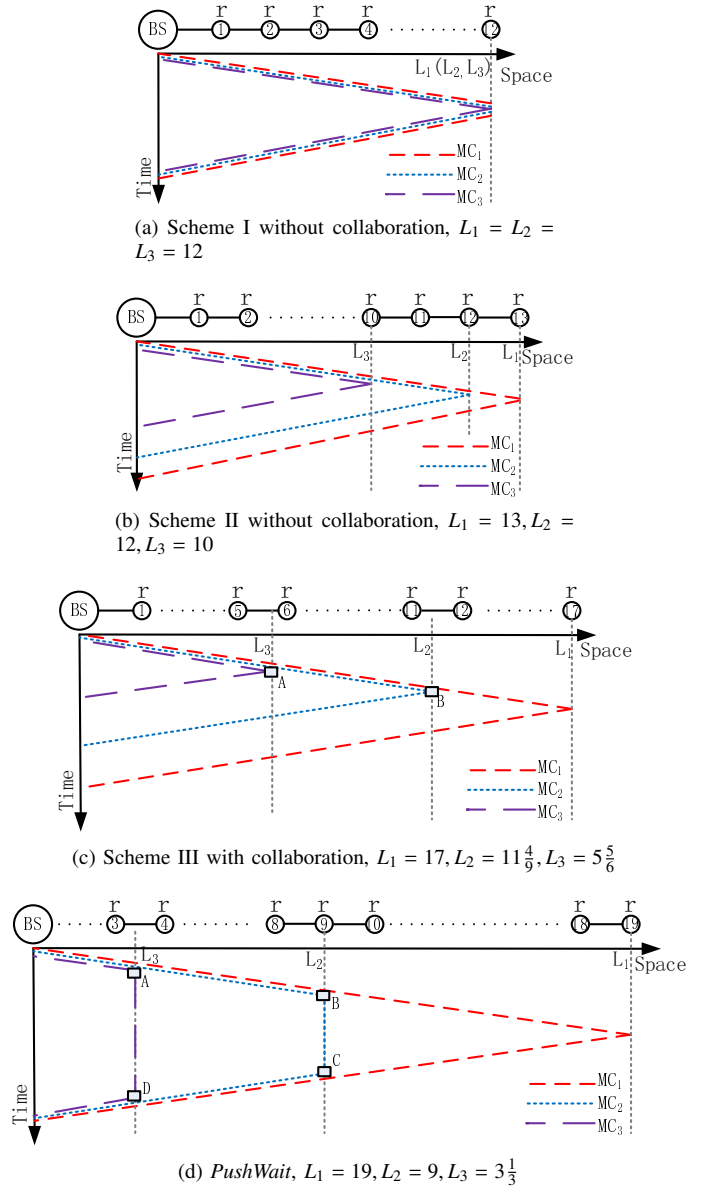 r r r r r
BS 1 2 3 4 12
L₁(L₂,L₃) Space
Time
MC₁
MC₂
MC₃
(a) Scheme I without collaboration, L₁ = L₂ =
L₃ = 12
r r r r r r
BS 1 2 10 11 12 13
L₃ L₂ L₁ Space
Time
MC₁
MC₂
MC₃
(b) Scheme II without collaboration, L₁ = 13, L₂ =
12, L₃ = 10
r r r r r r
BS 1 5 6 11 12 17
L₃ L₂ L₁ Space
A
B
Time
MC₁
MC₂
MC₃
(c) Scheme III with collaboration, L₁ = 17, L₂ = 11 4/9, L₃ = 5 5/6
r r r r r r r
BS 3 4 8 9 10 18 19
L₃ L₂ L₁ Space
A
B
C
D
Time
MC₁
MC₂
MC₃
(d) PushWait, L₁ = 19, L₂ = 9, L₃ = 3 1/3